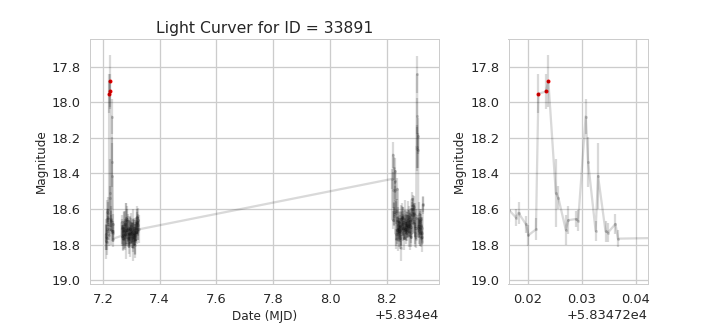 Light Curver for ID = 33891
Magnitude
17.8
18.0
18.2
18.4
18.6
18.8
19.0
7.2 7.4 7.6 7.8 8.0 8.2
Date (MJD)
+5.834e4
Magnitude
17.8
18.0
18.2
18.4
18.6
18.8
19.0
0.02 0.03 0.04
+5.83472e4